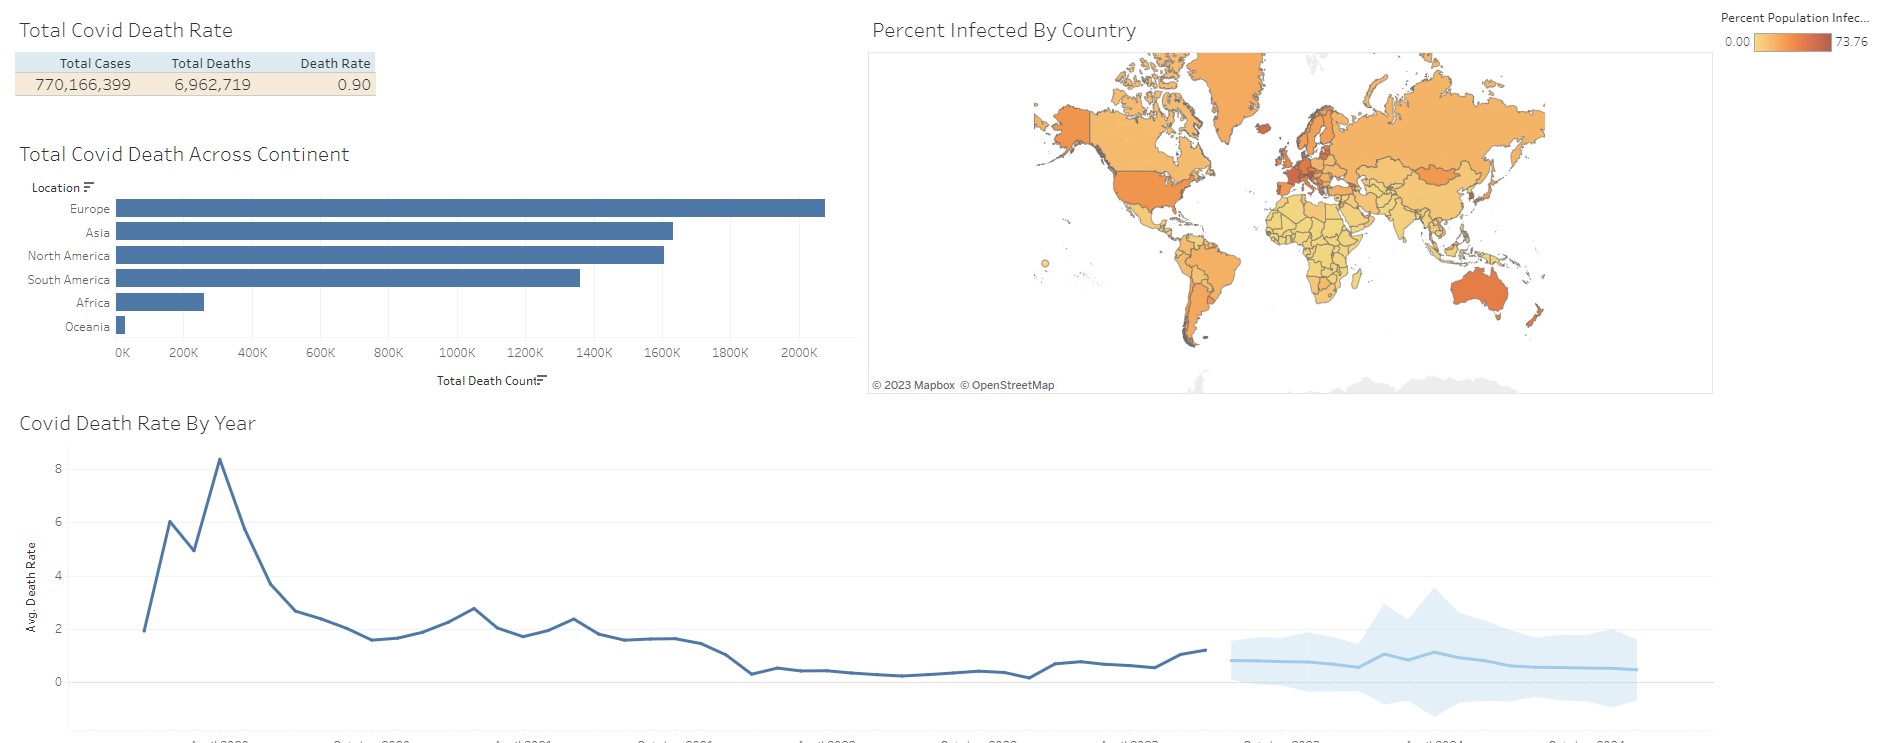 Total Covid Death Rate
Total Cases Total Deaths Death Rate
770,166,399 6,962,719 0.90
Total Covid Death Across Continent
Location
Europe
Asia
North America
South America
Africa
Oceania
0K 200K 400K 600K 800K 1000K 1200K 1400K 1600K 1800K 2000K
Total Death Count
Percent Infected By Country
© 2023 Mapbox © OpenStreetMap
Percent Population Infec...
0.00 73.76
Covid Death Rate By Year
Avg. Death Rate
8
6
4
2
0